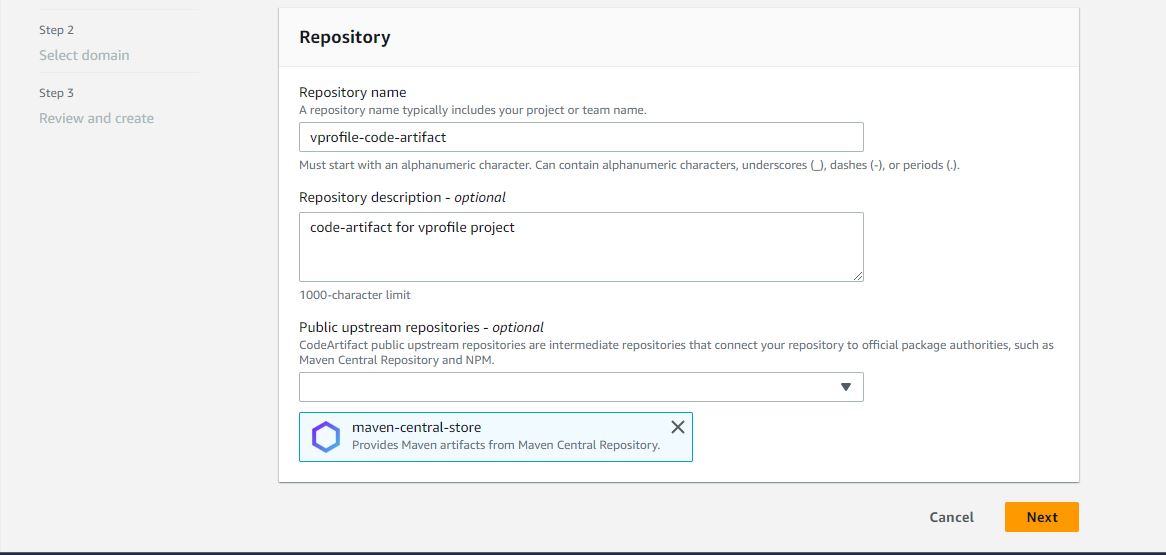 Step 2
Select domain
Step 3
Review and create
Repository
Repository name
A repository name typically includes your project or team name.
vprofile-code-artifact
Must start with an alphanumeric character. Can contain alphanumeric characters, underscores (_), dashes (-), or periods (.).
Repository description - optional
code-artifact for vprofile project
1000-character limit
Public upstream repositories - optional
CodeArtifact public upstream repositories are intermediate repositories that connect your repository to official package authorities, such as
Maven Central Repository and NPM.
maven-central-store
Provides Maven artifacts from Maven Central Repository.
Cancel
Next